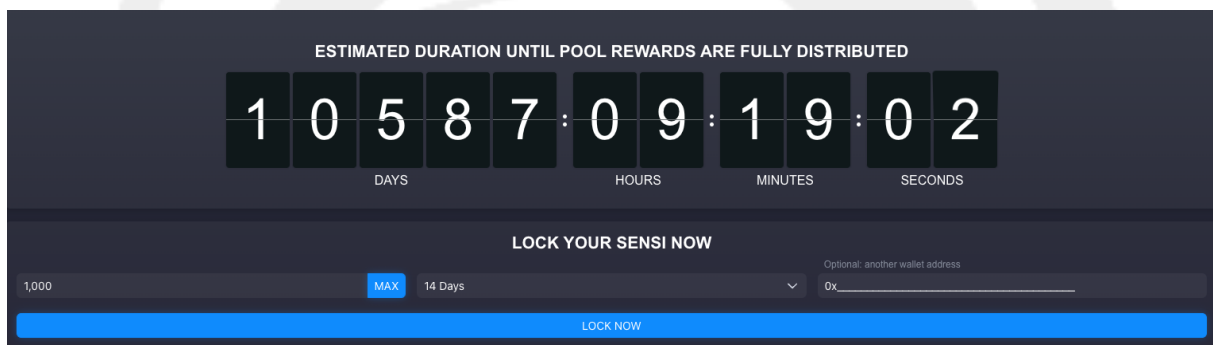 ESTIMATED DURATION UNTIL POOL REWARDS ARE FULLY DISTRIBUTED
10587:09:19:02
DAYS HOURS MINUTES SECONDS
LOCK YOUR SENSI NOW
Optional: another wallet address
1,000 MAX 14 Days 0x________________________________________
LOCK NOW